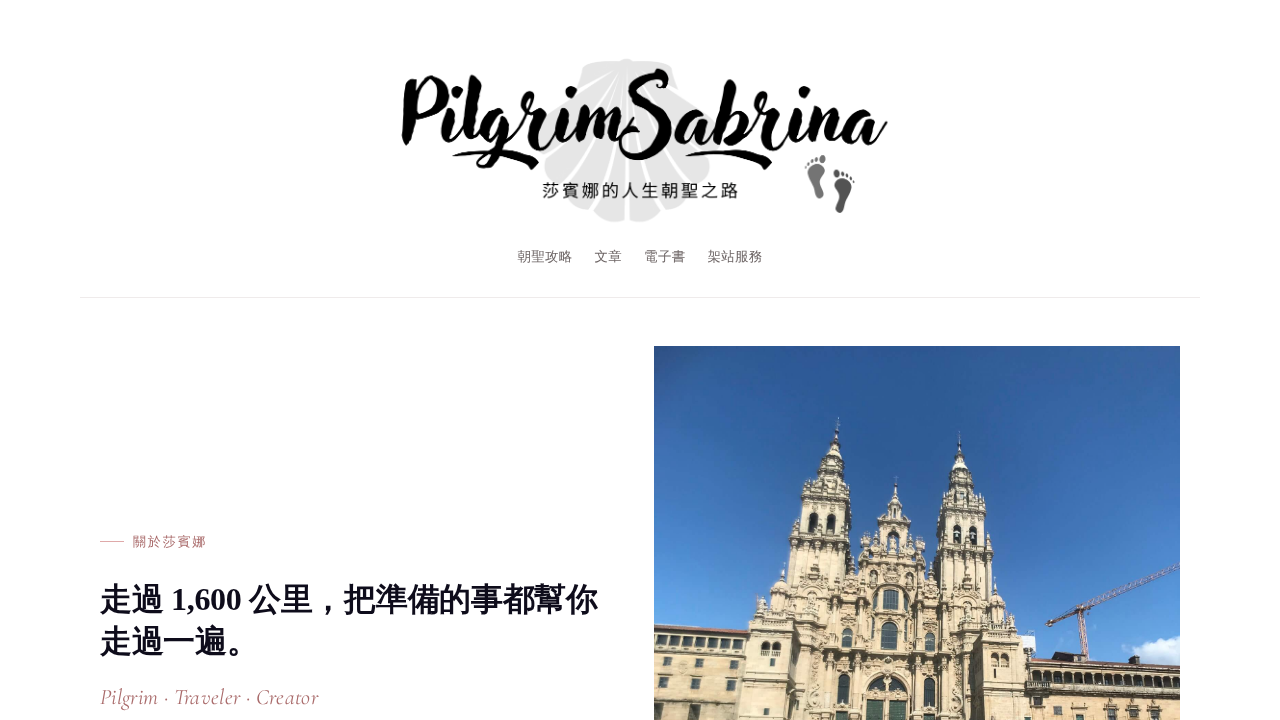 PilgrimSabrina
莎賓娜的人生朝聖之路
朝聖攻略 文章 電子書 架站服務
關於莎賓娜
走過 1,600 公里，把準備的事都幫你
走過一遍。
Pilgrim · Traveler · Creator